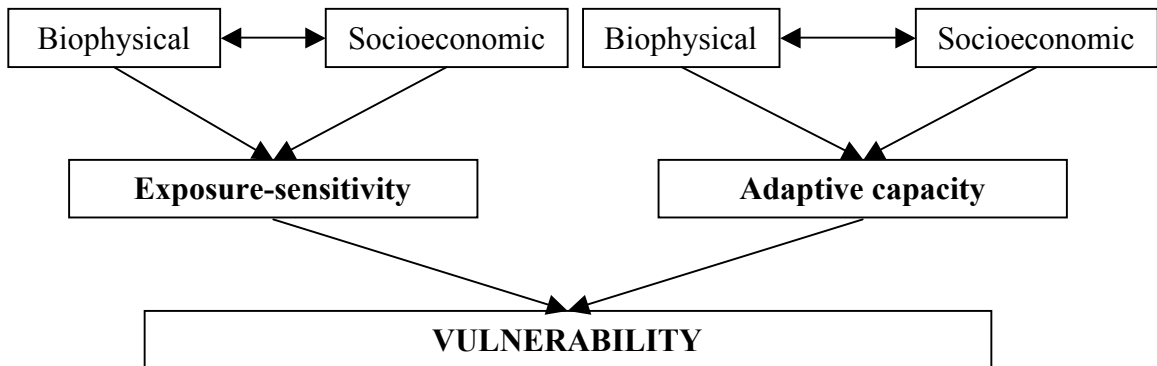 Biophysical Socioeconomic Biophysical Socioeconomic
Exposure-sensitivity Adaptive capacity
VULNERABILITY